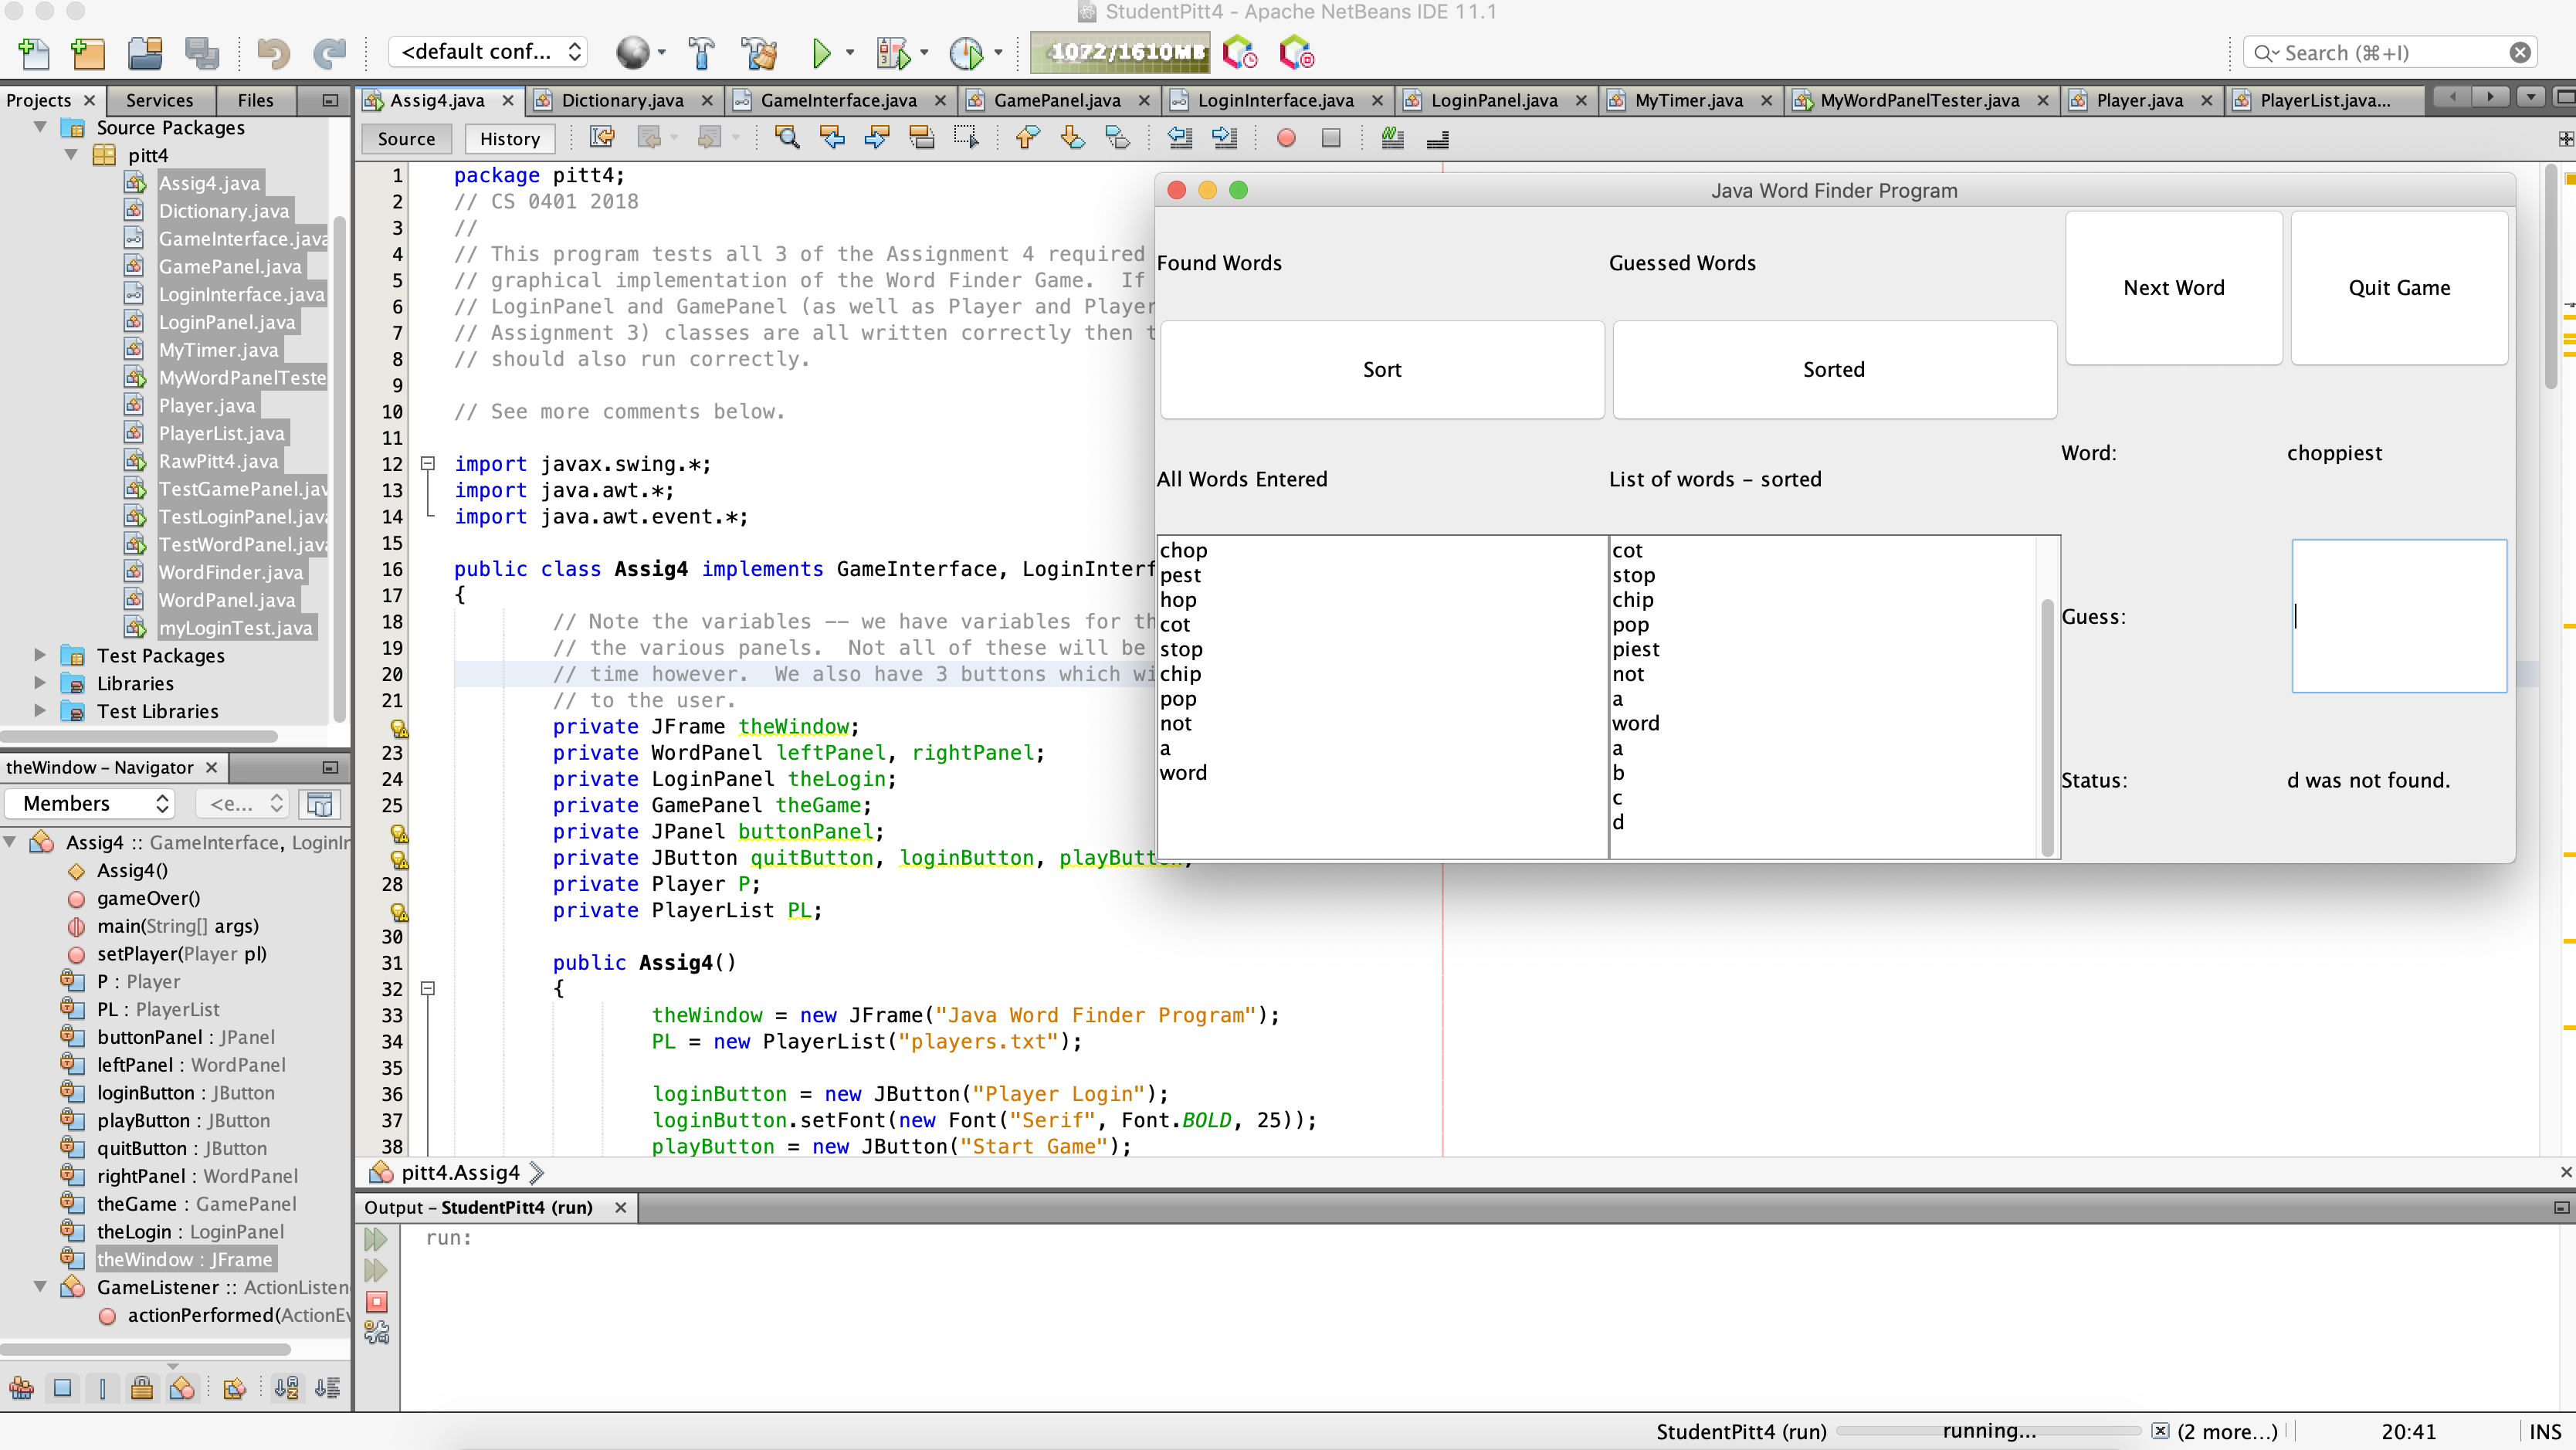 StudentPitt4 - Apache NetBeans IDE 11.1
<default conf...
1072/1610MB
Search (⌘+I)
Projects
Services
Files
Assig4.java
Dictionary.java
GameInterface.java
GamePanel.java
LoginInterface.java
LoginPanel.java
MyTimer.java
MyWordPanelTester.java
Player.java
PlayerList.java...
Source
History
Source Packages
pitt4
Assig4.java
Dictionary.java
GameInterface.java
GamePanel.java
LoginInterface.java
LoginPanel.java
MyTimer.java
MyWordPanelTeste
Player.java
PlayerList.java
RawPitt4.java
TestGamePanel.jav
TestLoginPanel.java
TestWordPanel.java
WordFinder.java
WordPanel.java
myLoginTest.java
Test Packages
Libraries
Test Libraries
theWindow - Navigator
Members
<e...
Assig4 :: GameInterface, LoginIn
Assig4()
gameOver()
main(String[] args)
setPlayer(Player pl)
P : Player
PL : PlayerList
buttonPanel : JPanel
leftPanel : WordPanel
loginButton : JButton
playButton : JButton
quitButton : JButton
rightPanel : WordPanel
theGame : GamePanel
theLogin : LoginPanel
theWindow : JFrame
GameListener :: ActionListen
actionPerformed(ActionEv
1 package pitt4;
2 // CS 0401 2018
3 //
4 // This program tests all 3 of the Assignment 4 required
5 // graphical implementation of the Word Finder Game.  If
6 // LoginPanel and GamePanel (as well as Player and Player
7 // Assignment 3) classes are all written correctly then t
8 // should also run correctly.
9
10 // See more comments below.
11
12 import javax.swing.*;
13 import java.awt.*;
14 import java.awt.event.*;
15
16 public class Assig4 implements GameInterface, LoginInterf
17 {
18 // Note the variables -- we have variables for th
19 // the various panels.  Not all of these will be
20 // time however.  We also have 3 buttons which wi
21 // to the user.
private JFrame theWindow;
23 private WordPanel leftPanel, rightPanel;
24 private LoginPanel theLogin;
25 private GamePanel theGame;
private JPanel buttonPanel;
private JButton quitButton, loginButton, playButton;
28 private Player P;
private PlayerList PL;
30
31 public Assig4()
32 {
33 theWindow = new JFrame("Java Word Finder Program");
34 PL = new PlayerList("players.txt");
35
36 loginButton = new JButton("Player Login");
37 loginButton.setFont(new Font("Serif", Font.BOLD, 25));
38 playButton = new JButton("Start Game");
Java Word Finder Program
Found Words
Guessed Words
Next Word
Quit Game
Sort
Sorted
Word: choppiest
All Words Entered
List of words - sorted
chop
pest
hop
cot
stop
chip
pop
not
a
word
cot
stop
chip
pop
piest
not
a
word
a
b
c
d
Guess:
Status: d was not found.
pitt4.Assig4
Output - StudentPitt4 (run)
run:
StudentPitt4 (run)
running...
(2 more...)
20:41
INS